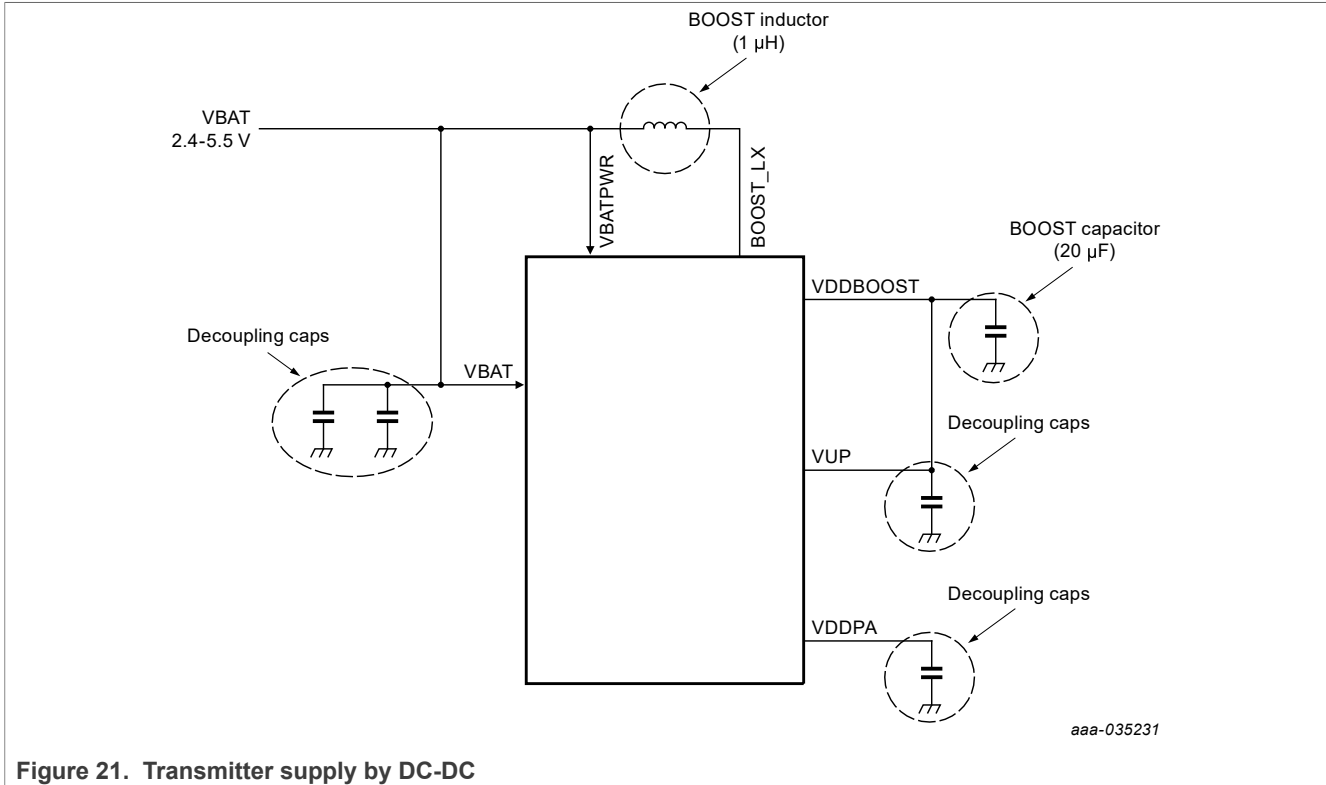 BOOST inductor
(1 µH)
VBAT
2.4-5.5 V
VBATPWR
BOOST_LX
BOOST capacitor
(20 µF)
VDDBOOST
Decoupling caps
VBAT
Decoupling caps
VUP
Decoupling caps
VDDPA
aaa-035231
Figure 21. Transmitter supply by DC-DC